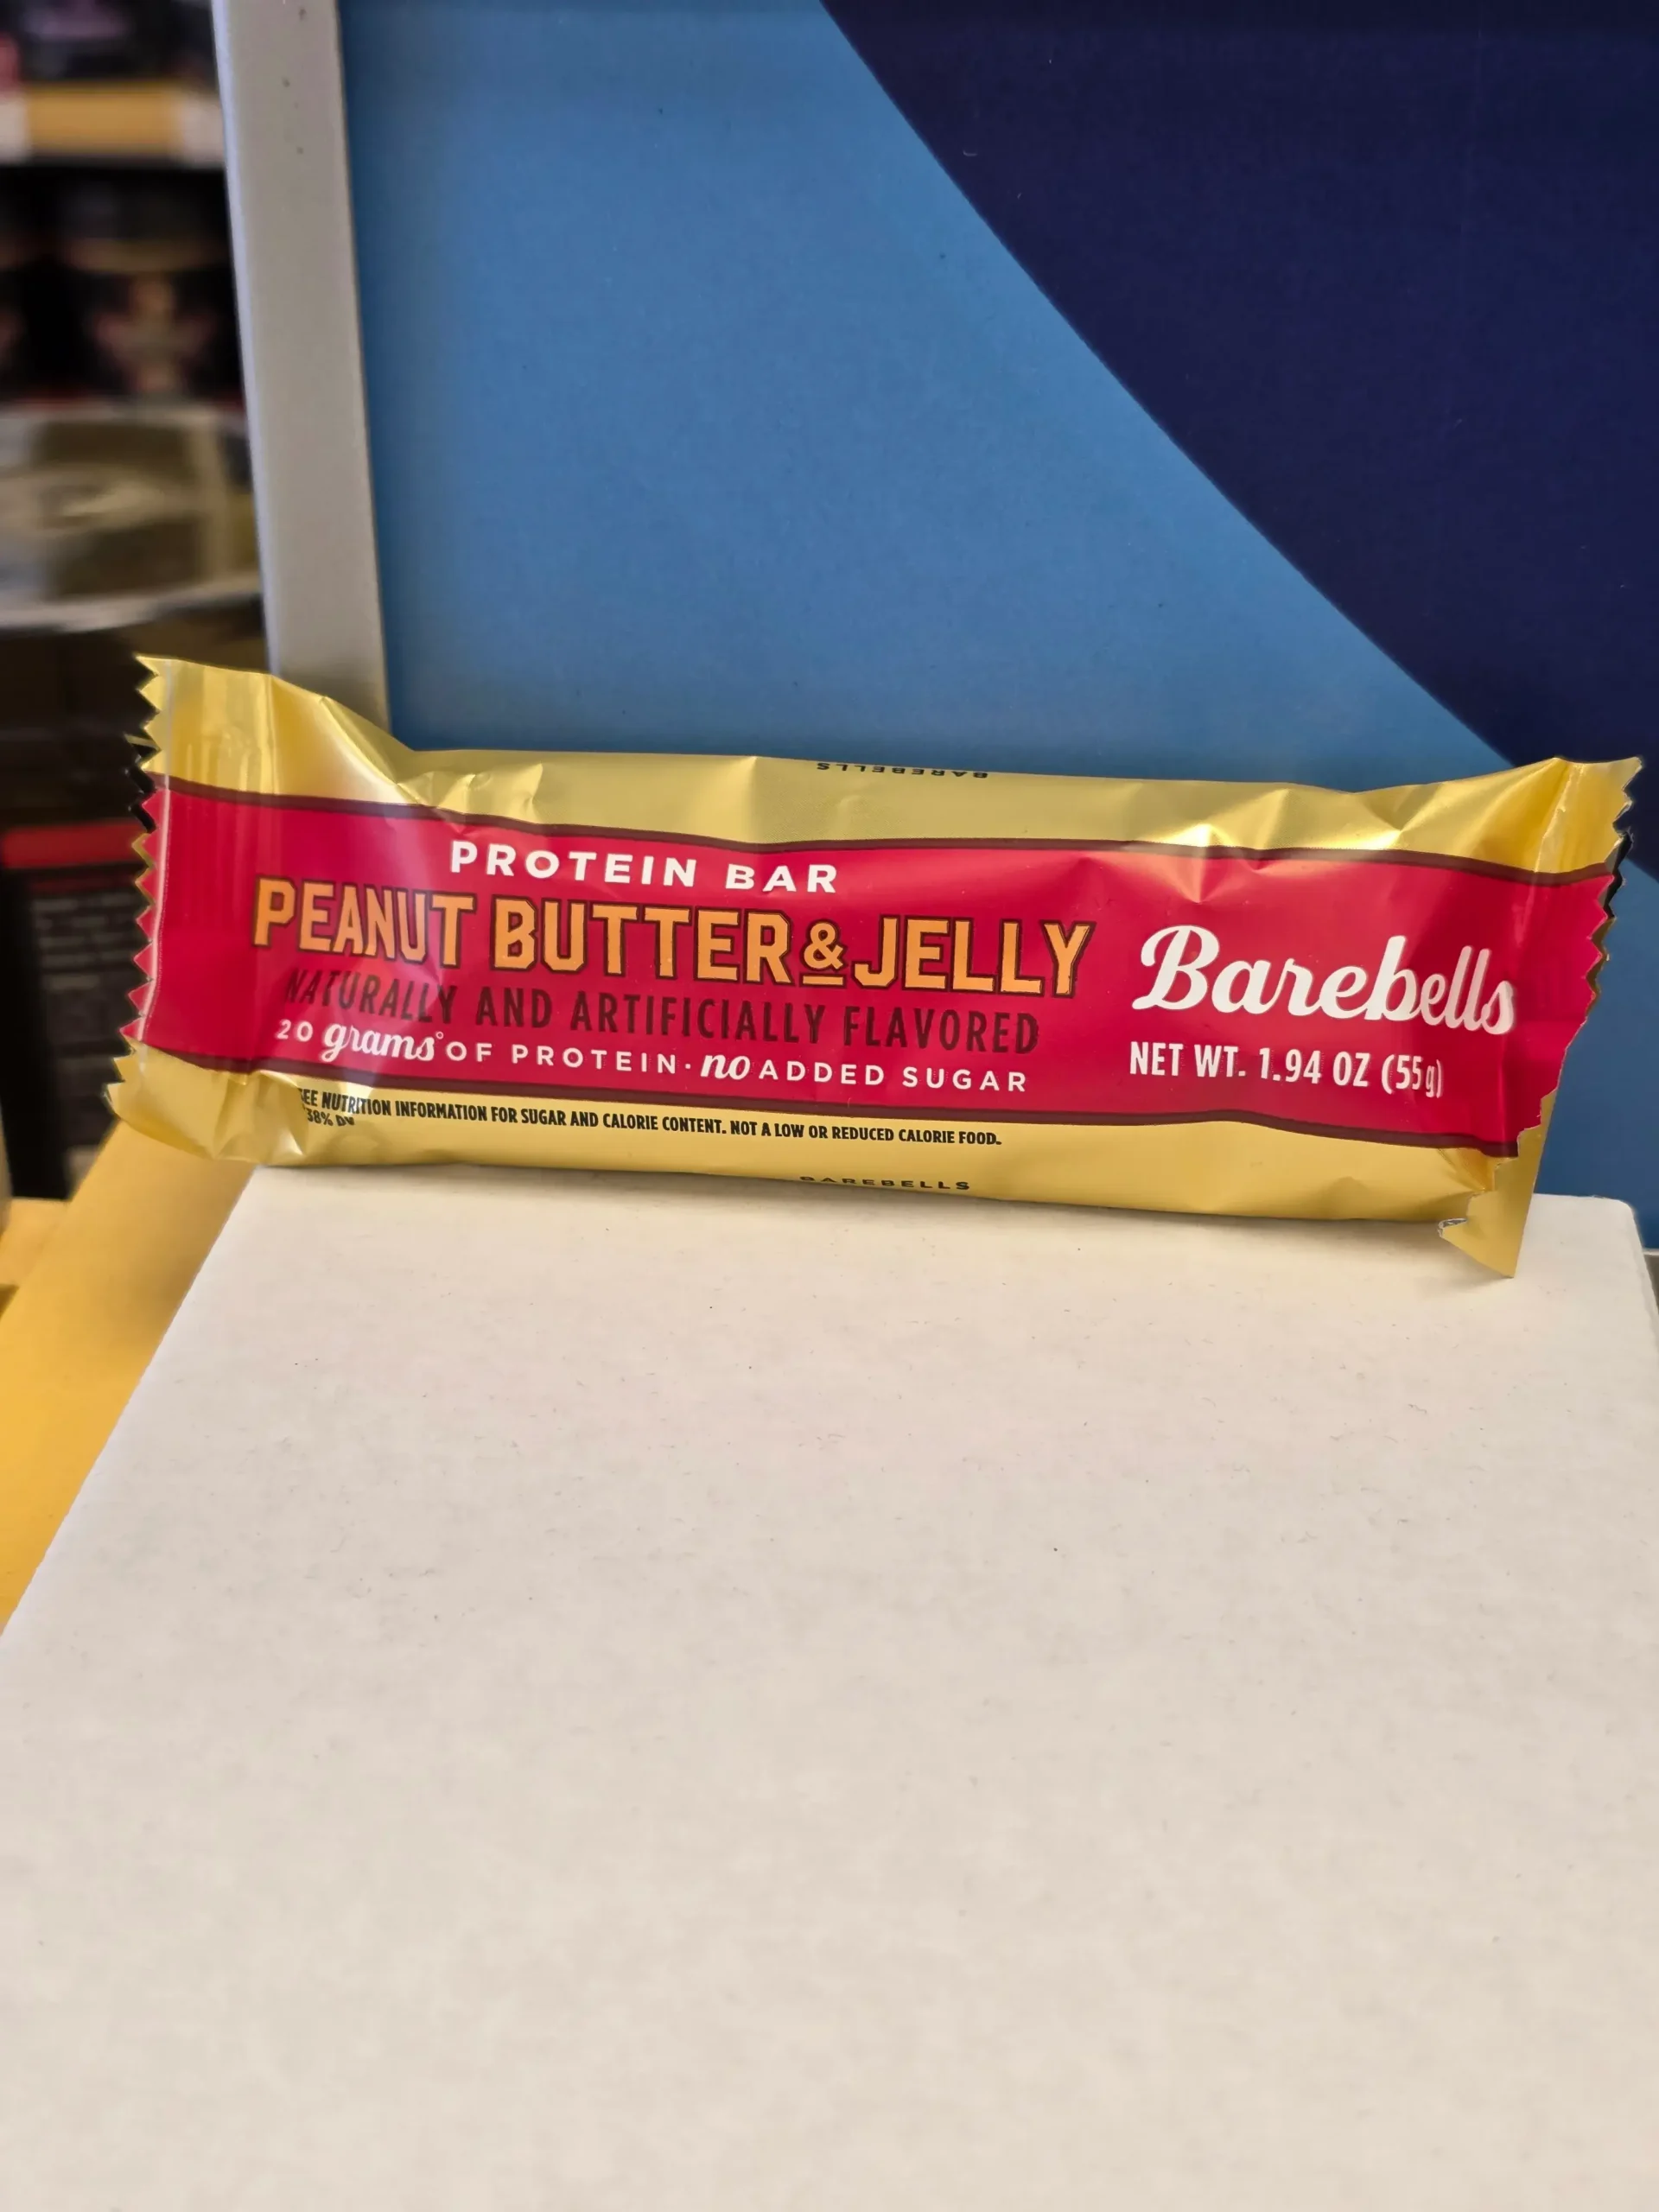 BAREBELLS
PROTEIN BAR
PEANUT BUTTER & JELLY
NATURALLY AND ARTIFICIALLY FLAVORED
20 grams° OF PROTEIN · no ADDED SUGAR
Barebells
NET WT. 1.94 OZ (55g)
EE NUTRITION INFORMATION FOR SUGAR AND CALORIE CONTENT. NOT A LOW OR REDUCED CALORIE FOOD.
38% DV
BAREBELLS